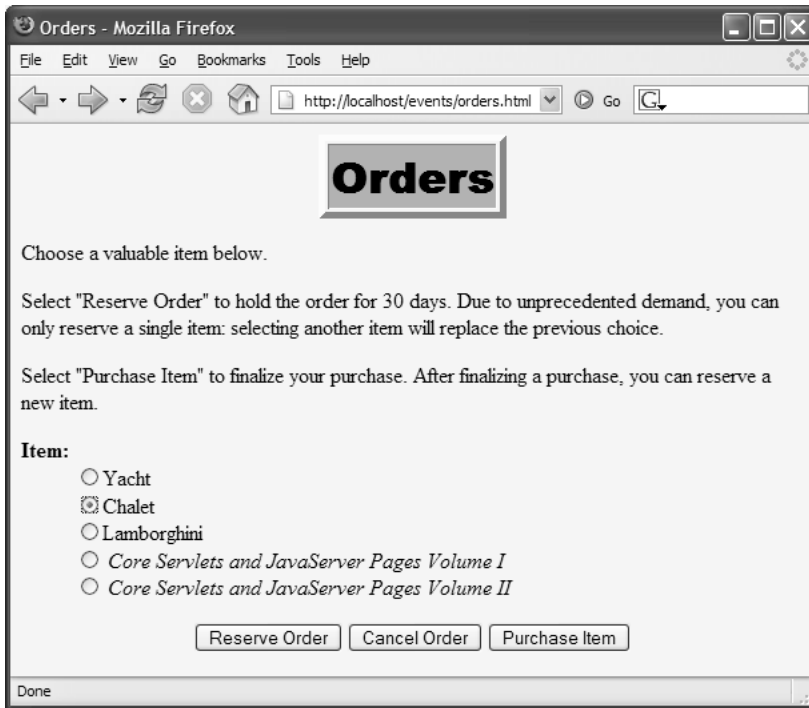 Orders - Mozilla Firefox
File Edit View Go Bookmarks Tools Help
http://localhost/events/orders.html Go G
Orders
Choose a valuable item below.
Select "Reserve Order" to hold the order for 30 days. Due to unprecedented demand, you can
only reserve a single item: selecting another item will replace the previous choice.
Select "Purchase Item" to finalize your purchase. After finalizing a purchase, you can reserve a
new item.
Item:
Yacht
Chalet
Lamborghini
Core Servlets and JavaServer Pages Volume I
Core Servlets and JavaServer Pages Volume II
Reserve Order Cancel Order Purchase Item
Done